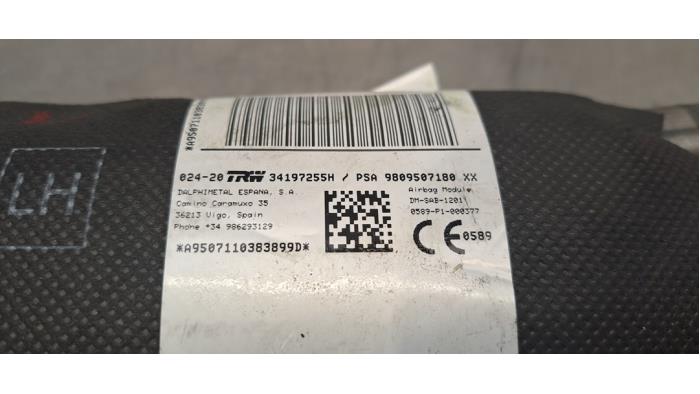 024-20 TRW 34197255H / PSA 9809507180 XX
DALPHIMETAL ESPANA, S.A.
Camino Caramuxo 35
36213 Vigo, Spain
Phone +34 986293129
*A9507110383899D*
Airbag Module
DM-SAB-1201
0589-P1-000377
CE 0589
LH